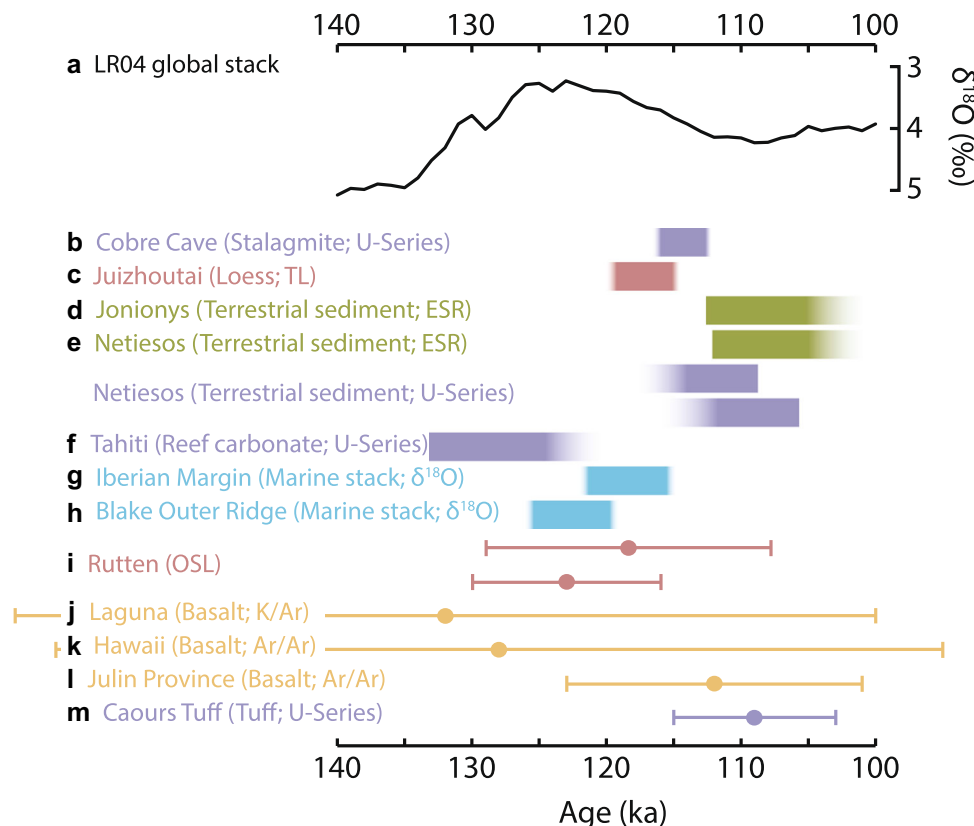 140 130 120 110 100
a LR04 global stack
3
4
5
δ18O (‰)
b Cobre Cave (Stalagmite; U-Series)
c Juizhoutai (Loess; TL)
d Jonionys (Terrestrial sediment; ESR)
e Netiesos (Terrestrial sediment; ESR)
Netiesos (Terrestrial sediment; U-Series)
f Tahiti (Reef carbonate; U-Series)
g Iberian Margin (Marine stack; δ18O)
h Blake Outer Ridge (Marine stack; δ18O)
i Rutten (OSL)
j Laguna (Basalt; K/Ar)
k Hawaii (Basalt; Ar/Ar)
l Julin Province (Basalt; Ar/Ar)
m Caours Tuff (Tuff; U-Series)
140 130 120 110 100
Age (ka)